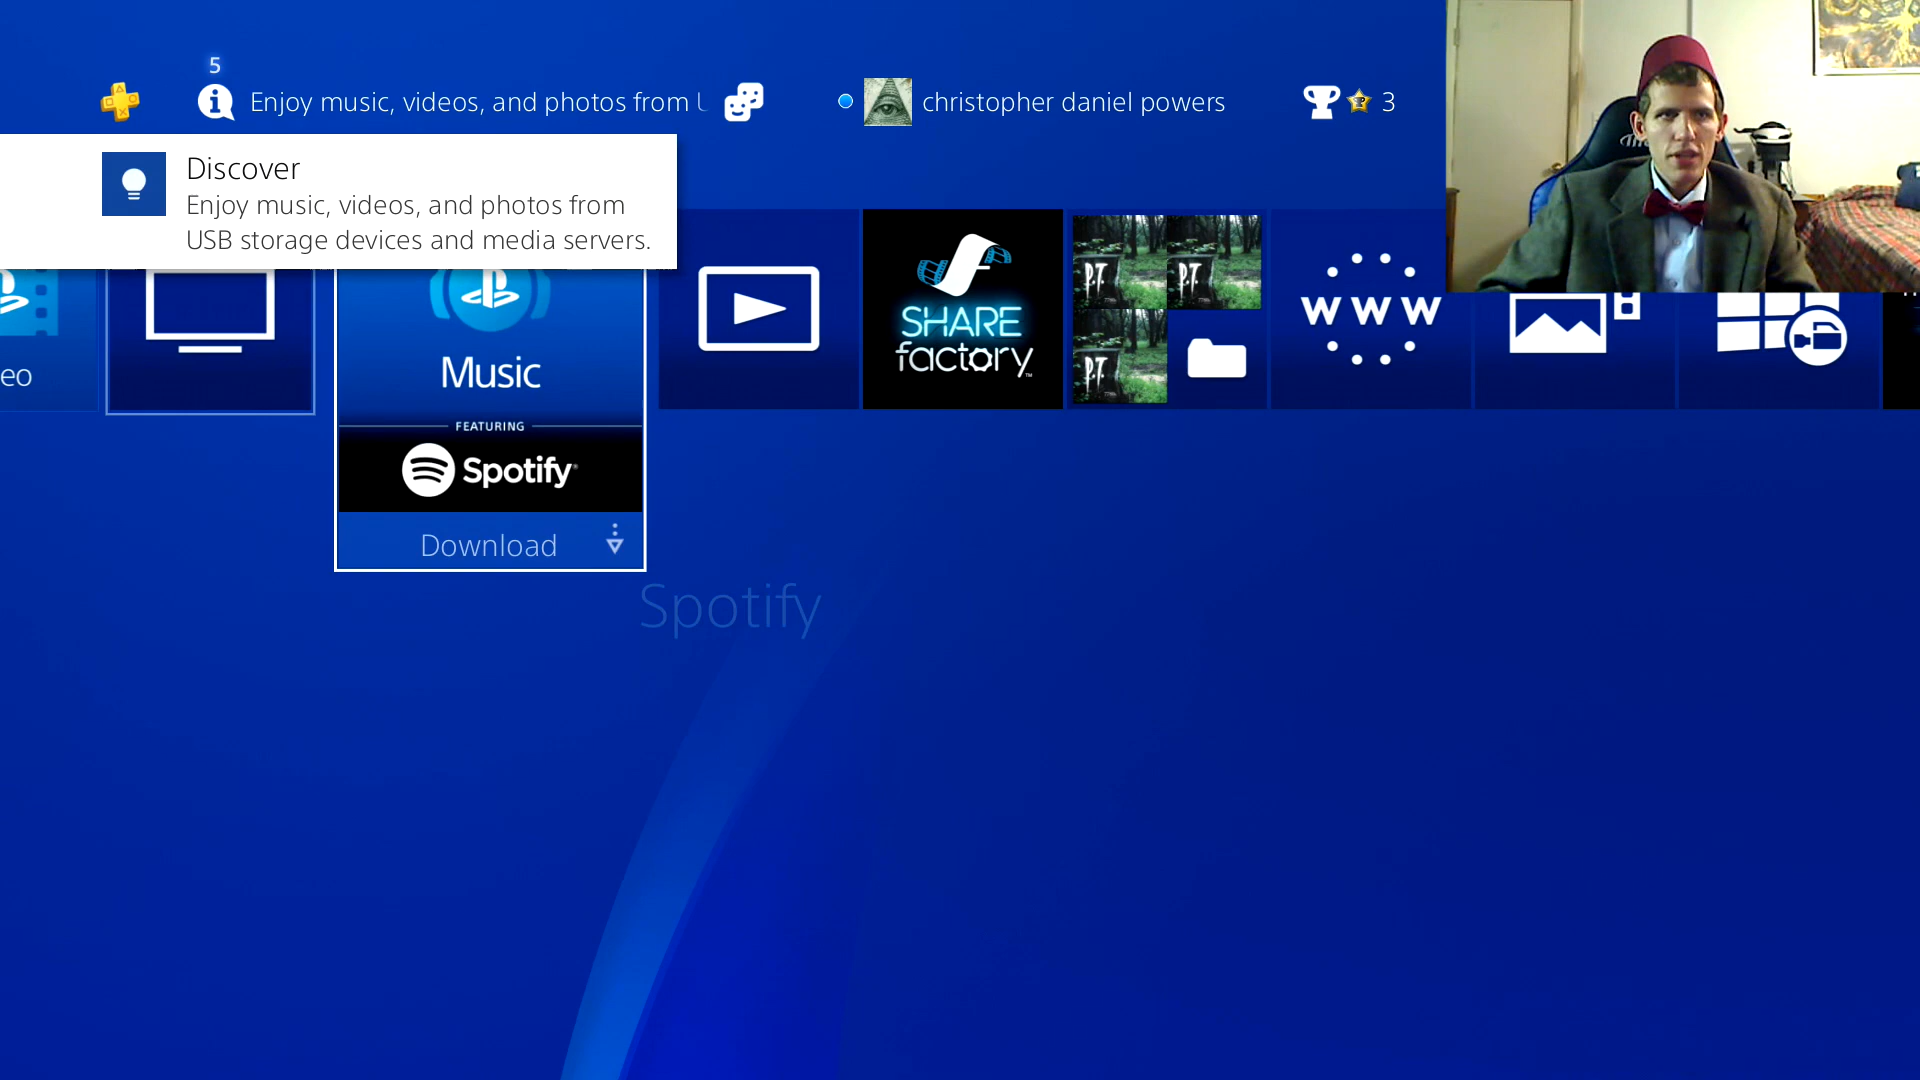 5
Enjoy music, videos, and photos from
christopher daniel powers
3
Discover
Enjoy music, videos, and photos from
USB storage devices and media servers.
eo
Music
FEATURING
Spotify
Download
SHARE
factory™
P.T.
P.T.
P.T.
WWW
Spotify